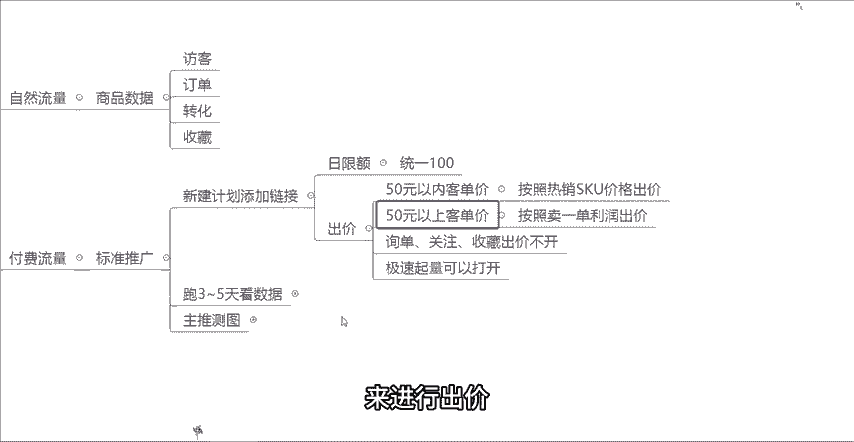 自然流量
商品数据
访客
订单
转化
收藏
付费流量
标准推广
新建计划添加链接
日限额
统一100
出价
50元以内客单价
按照热销SKU价格出价
50元以上客单价
按照卖一单利润出价
询单、关注、收藏出价不开
极速起量可以打开
跑3~5天看数据
主推测图
来进行出价